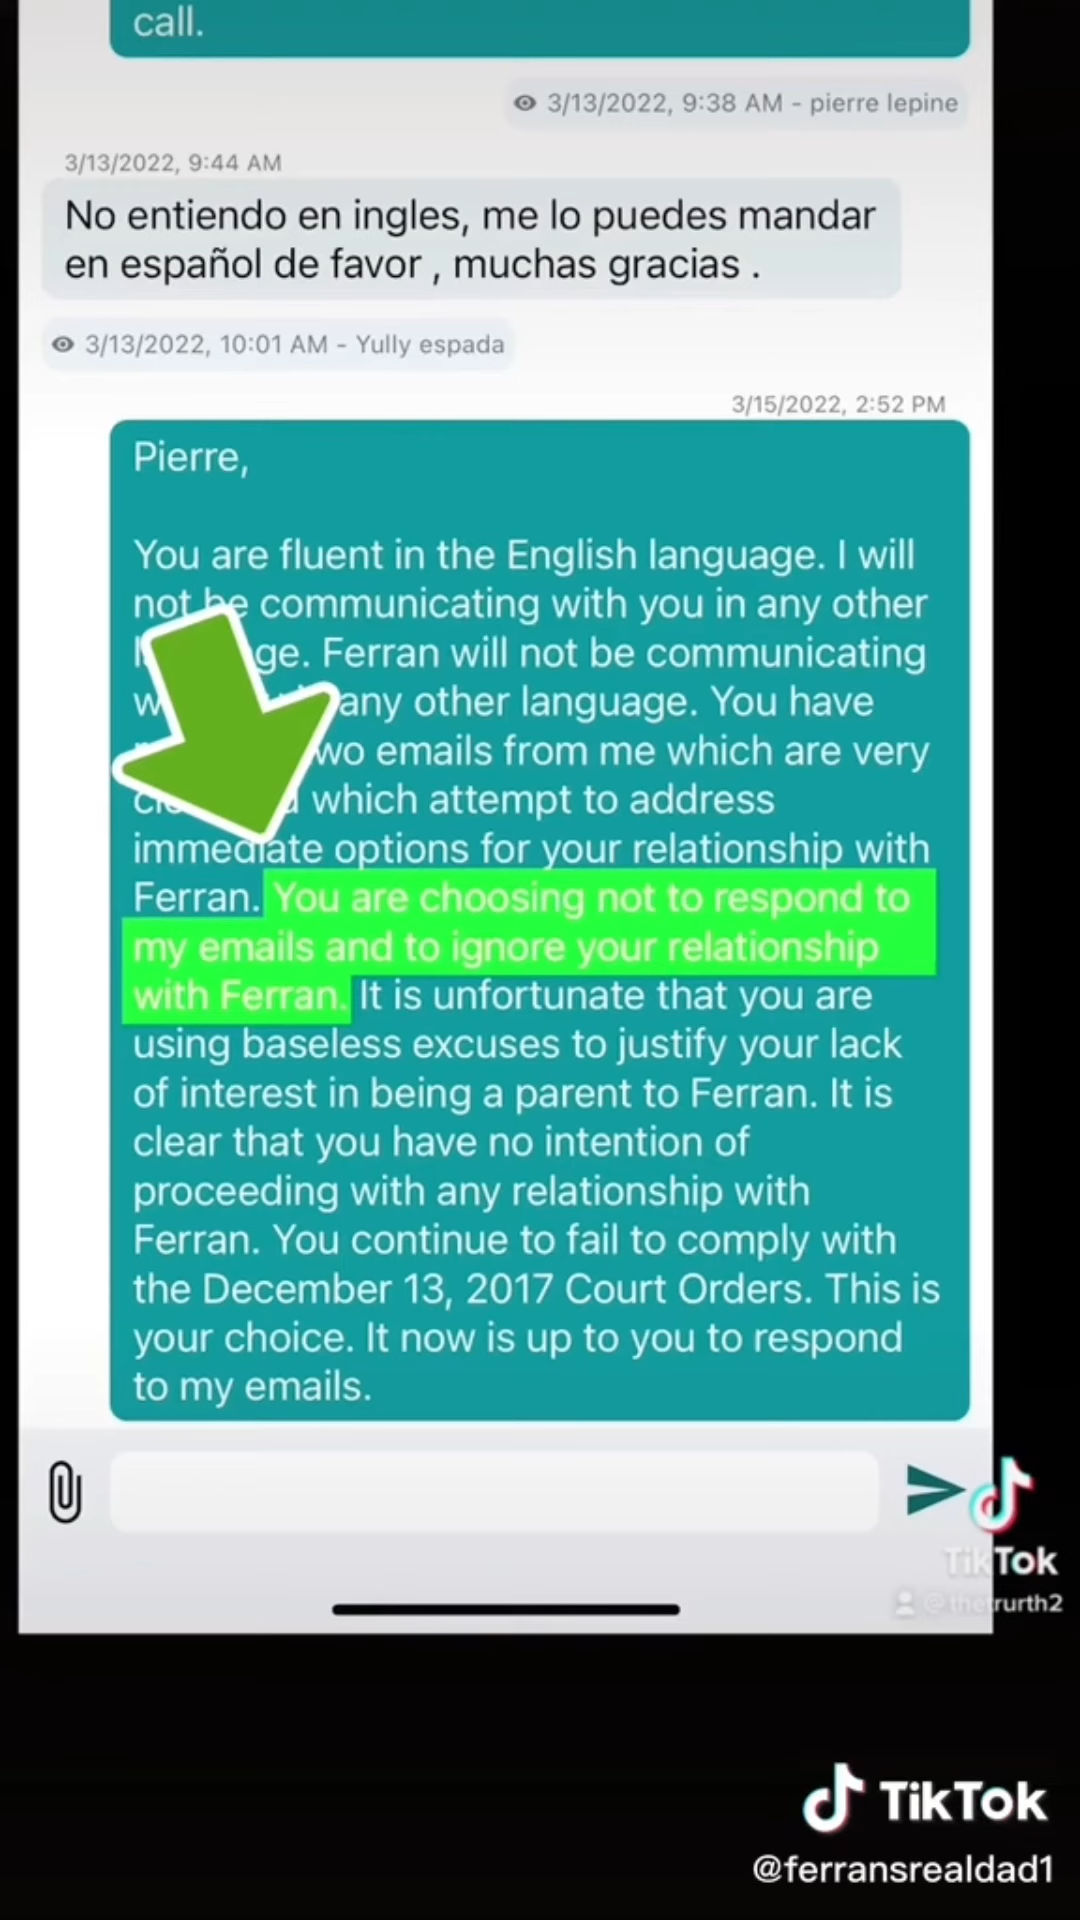 call.
3/13/2022, 9:38 AM - pierre lepine
3/13/2022, 9:44 AM
No entiendo en ingles, me lo puedes mandar
en español de favor , muchas gracias .
3/13/2022, 10:01 AM - Yully espada
3/15/2022, 2:52 PM
Pierre,
You are fluent in the English language. I will
not be communicating with you in any other
ge. Ferran will not be communicating
any other language. You have
wo emails from me which are very
which attempt to address
immediate options for your relationship with
Ferran. You are choosing not to respond to
my emails and to ignore your relationship
with Ferran. It is unfortunate that you are
using baseless excuses to justify your lack
of interest in being a parent to Ferran. It is
clear that you have no intention of
proceeding with any relationship with
Ferran. You continue to fail to comply with
the December 13, 2017 Court Orders. This is
your choice. It now is up to you to respond
to my emails.
TikTok
@thetrurth2
TikTok
@ferransrealdad1